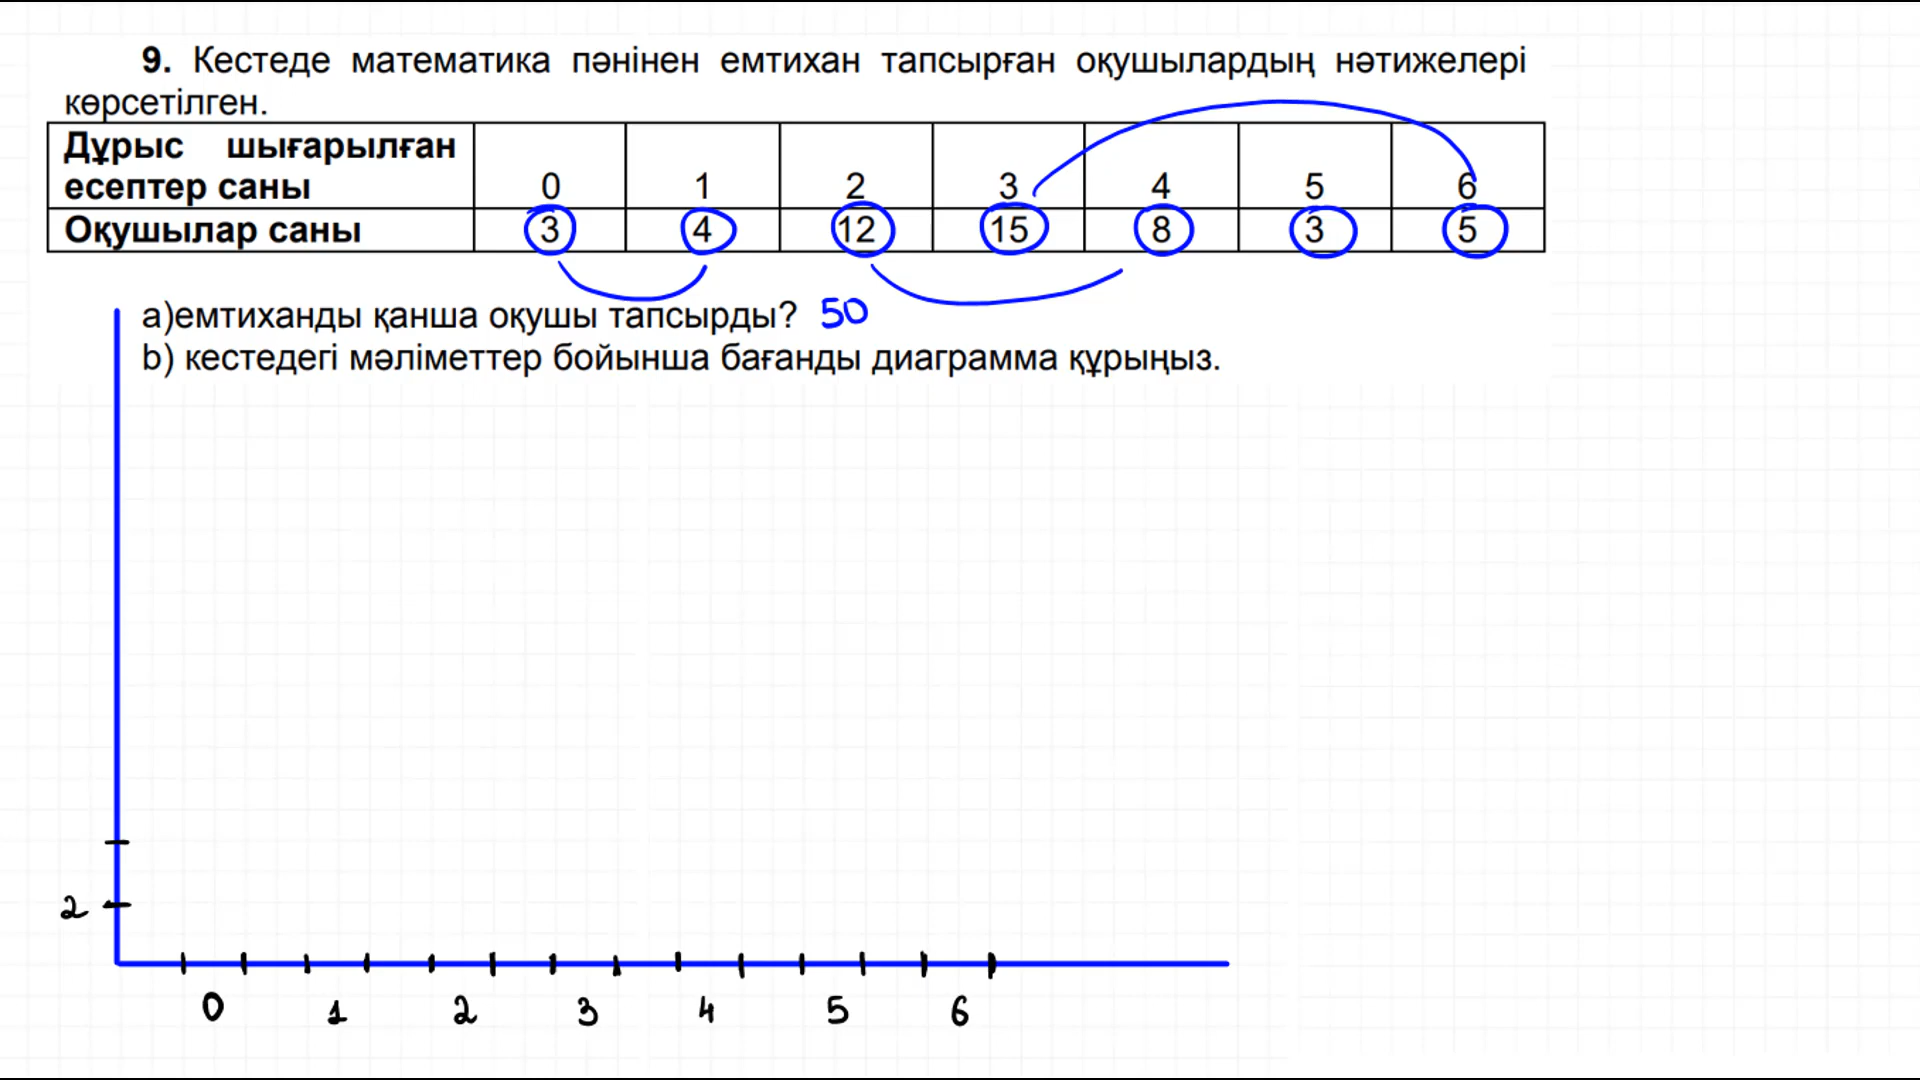 9. Кестеде математика пәнінен емтихан тапсырған оқушылардың нәтижелері
көрсетілген.
Дұрыс шығарылған
есептер саны 0 1 2 3 4 5 6
Оқушылар саны 3 4 12 15 8 3 5
a)емтиханды қанша оқушы тапсырды? 50
b) кестедегі мәліметтер бойынша бағанды диаграмма құрыңыз.
2
0 1 2 3 4 5 6